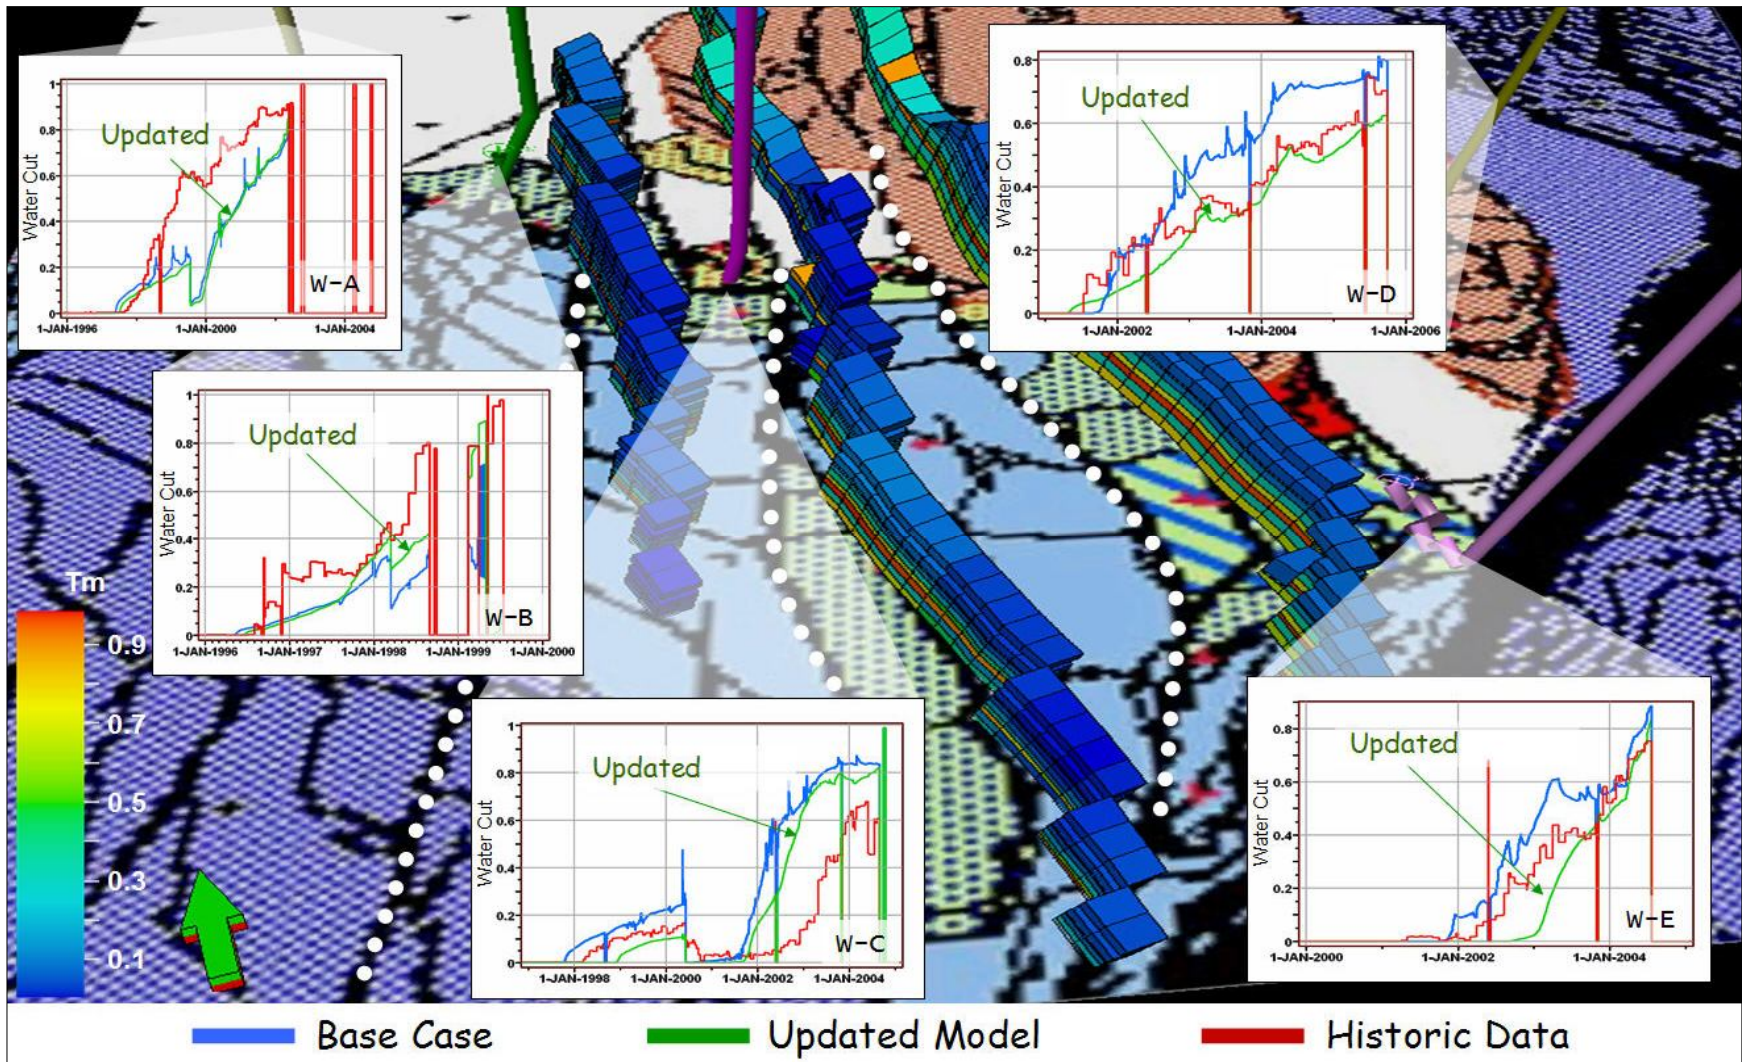 1
0.8
0.6
0.4
0.2
0
Water Cut
Updated
W-A
1-JAN-1996
1-JAN-2000
1-JAN-2004
0.8
0.6
0.4
0.2
0
Water Cut
Updated
W-D
1-JAN-2002
1-JAN-2004
1-JAN-2006
1
0.8
0.6
0.4
0.2
0
Water Cut
Updated
W-B
1-JAN-1996
1-JAN-1997
1-JAN-1998
1-JAN-1999
1-JAN-2000
Tm
0.9
0.7
0.5
0.3
0.1
1
0.8
0.6
0.4
0.2
0
Water Cut
Updated
W-C
1-JAN-1998
1-JAN-2000
1-JAN-2002
1-JAN-2004
0.8
0.6
0.4
0.2
0
Water Cut
Updated
W-E
1-JAN-2000
1-JAN-2002
1-JAN-2004
Base Case
Updated Model
Historic Data